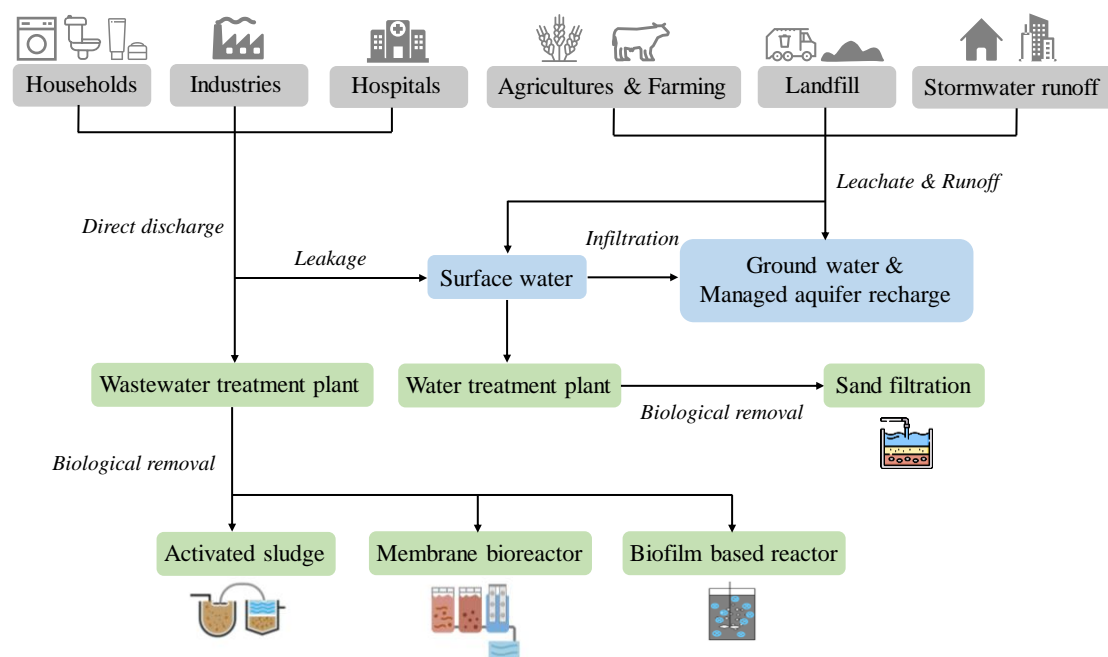 Households
Industries
Hospitals
Agricultures & Farming
Landfill
Stormwater runoff
Leachate & Runoff
Direct discharge
Leakage
Infiltration
Surface water
Ground water &
Managed aquifer recharge
Wastewater treatment plant
Water treatment plant
Sand filtration
Biological removal
Biological removal
Activated sludge
Membrane bioreactor
Biofilm based reactor